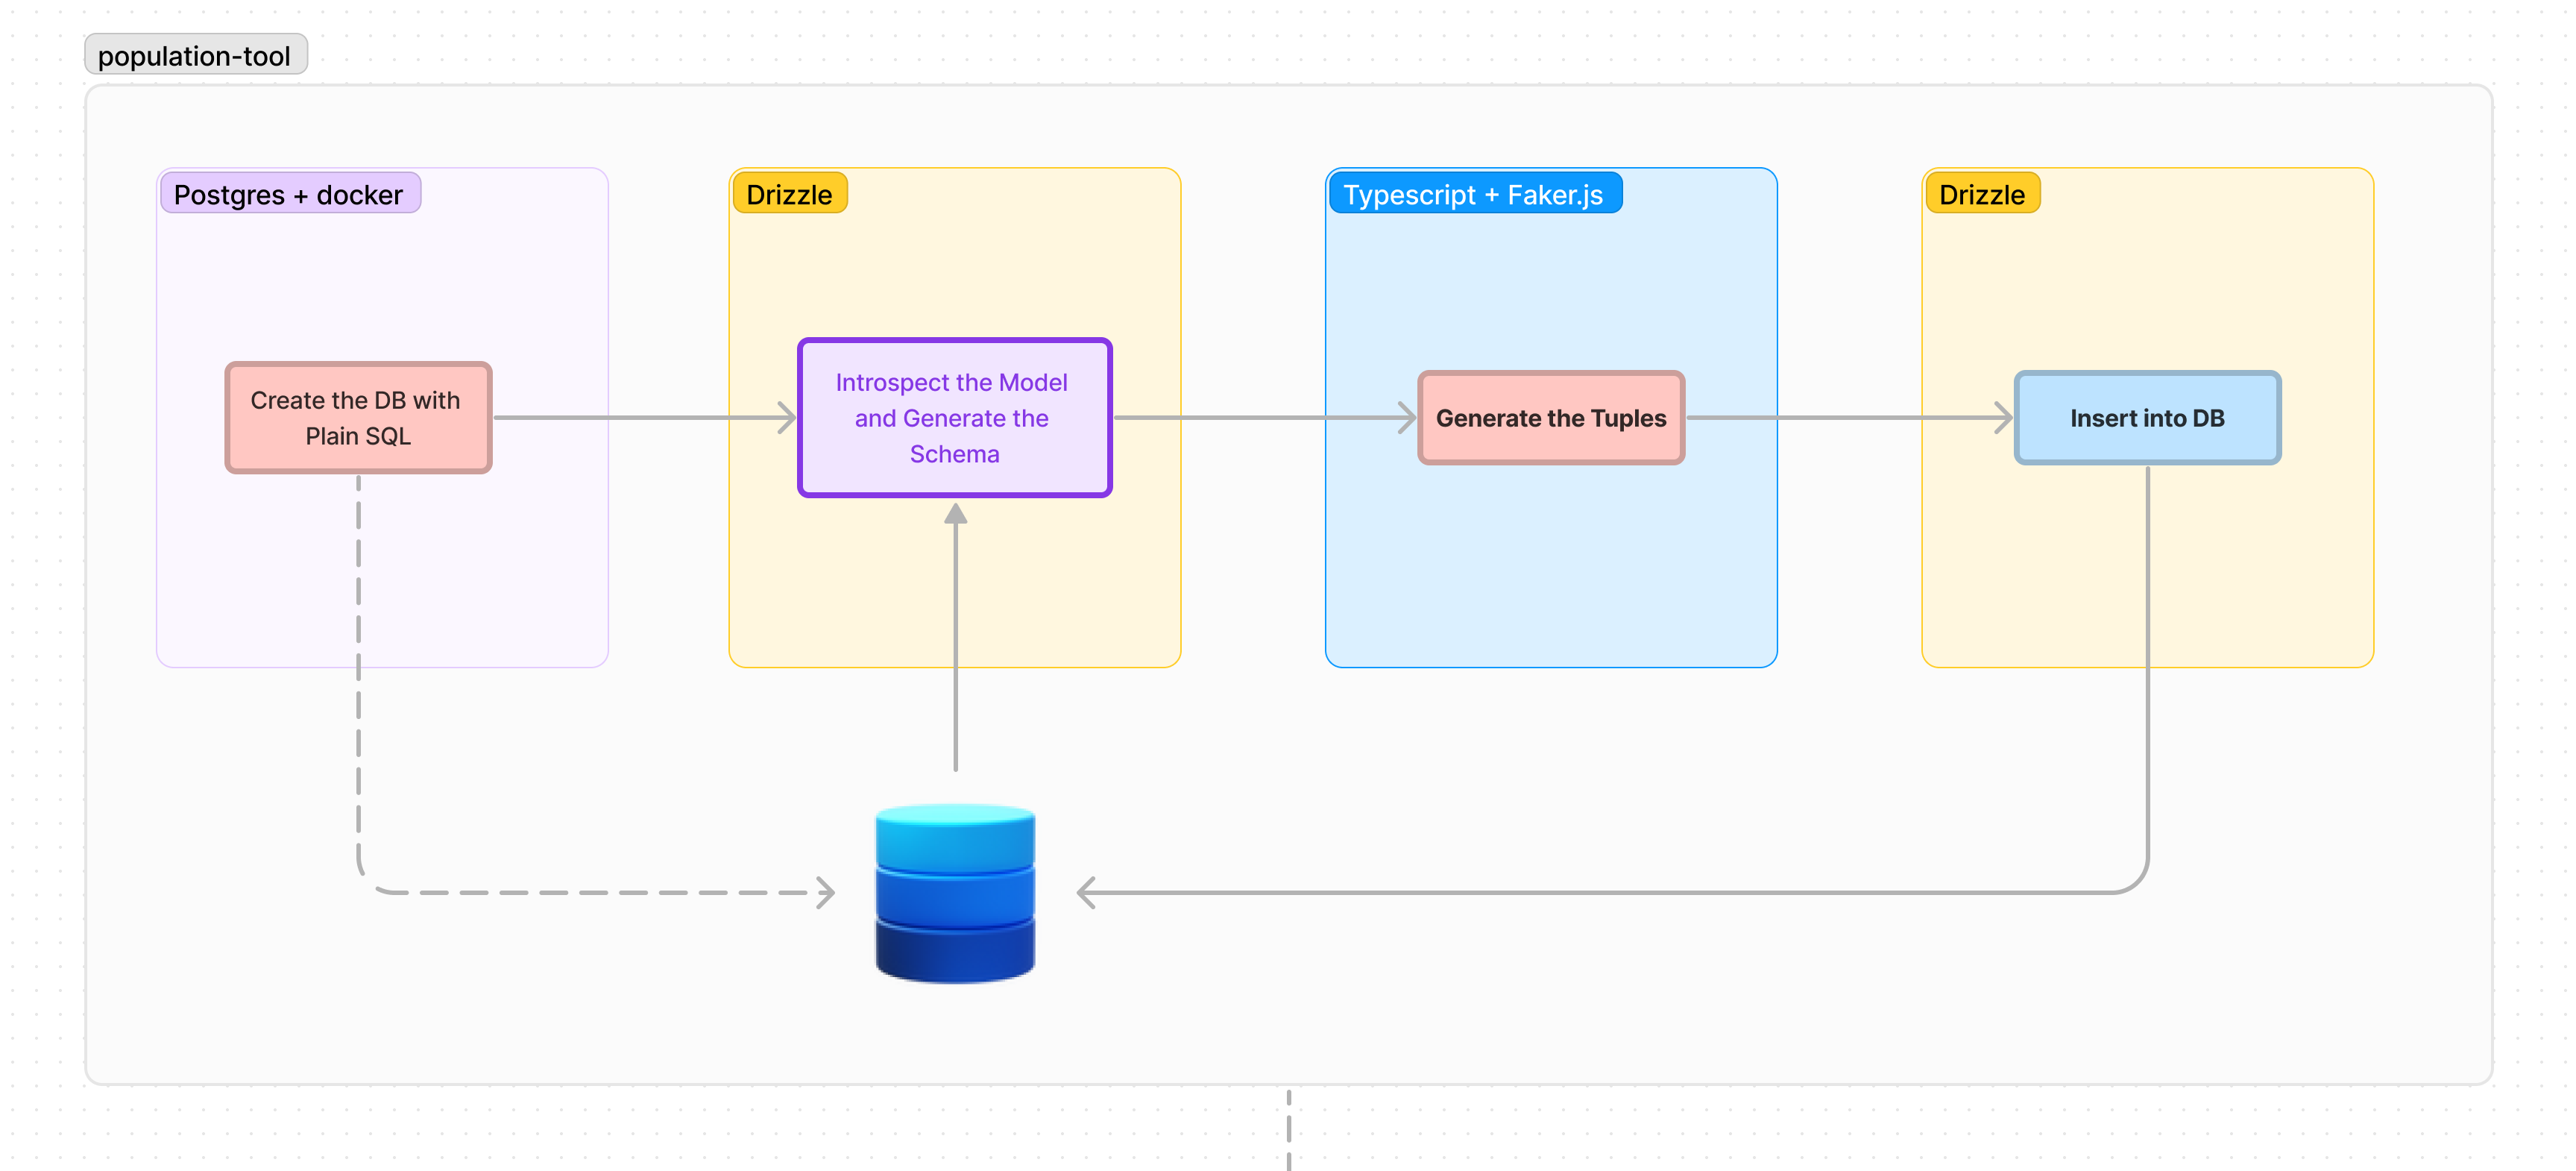 population-tool
Postgres + docker
Drizzle
Typescript + Faker.js
Drizzle
Create the DB with
Plain SQL
Introspect the Model
and Generate the
Schema
Generate the Tuples
Insert into DB